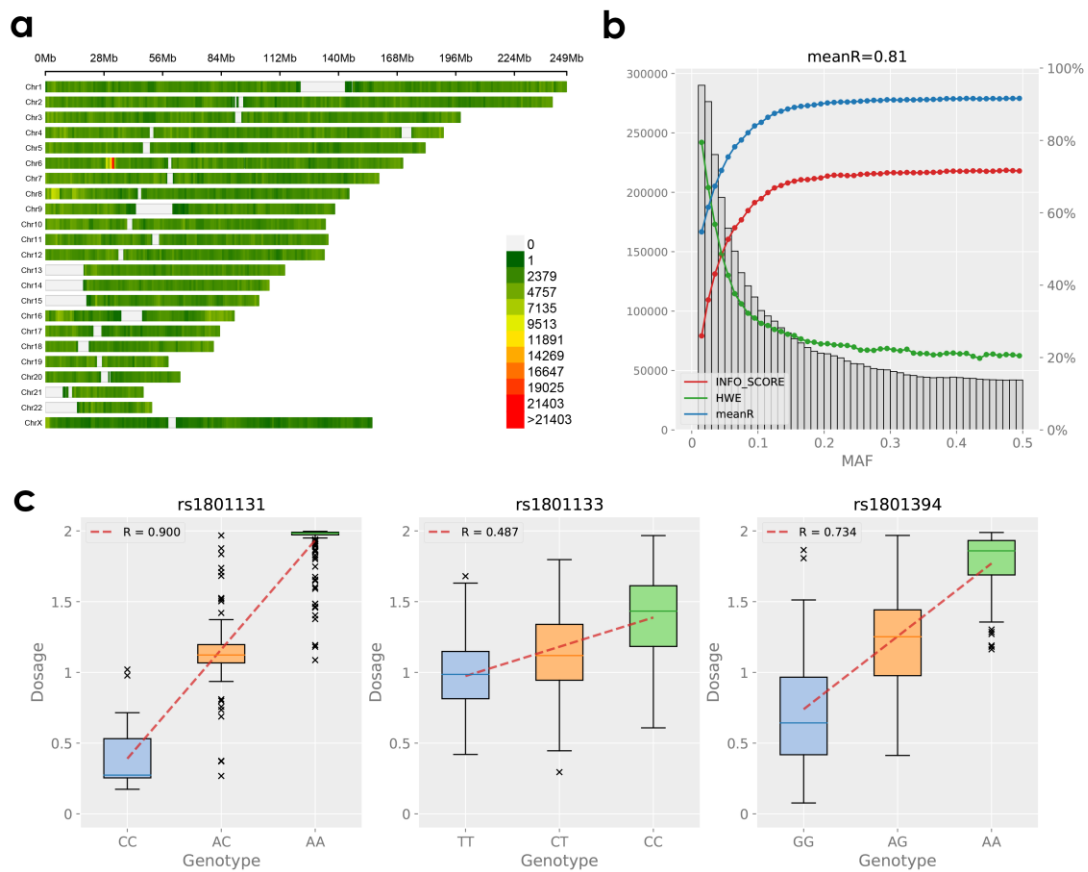 a
0Mb 28Mb 56Mb 84Mb 112Mb 140Mb 168Mb 196Mb 224Mb 249Mb
Chr1
Chr2
Chr3
Chr4
Chr5
Chr6
Chr7
Chr8
Chr9
Chr10
Chr11
Chr12
Chr13
Chr14
Chr15
Chr16
Chr17
Chr18
Chr19
Chr20
Chr21
Chr22
ChrX
0
1
2379
4757
7135
9513
11891
14269
16647
19025
21403
>21403
b
meanR=0.81
300000
250000
200000
150000
100000
50000
0
100%
80%
60%
40%
20%
0%
INFO_SCORE
HWE
meanR
0 0.1 0.2 0.3 0.4 0.5
MAF
c
rs1801131
R = 0.900
2
1.5
1
0.5
0
Dosage
CC AC AA
Genotype
rs1801133
R = 0.487
2
1.5
1
0.5
0
Dosage
TT CT CC
Genotype
rs1801394
R = 0.734
2
1.5
1
0.5
0
Dosage
GG AG AA
Genotype